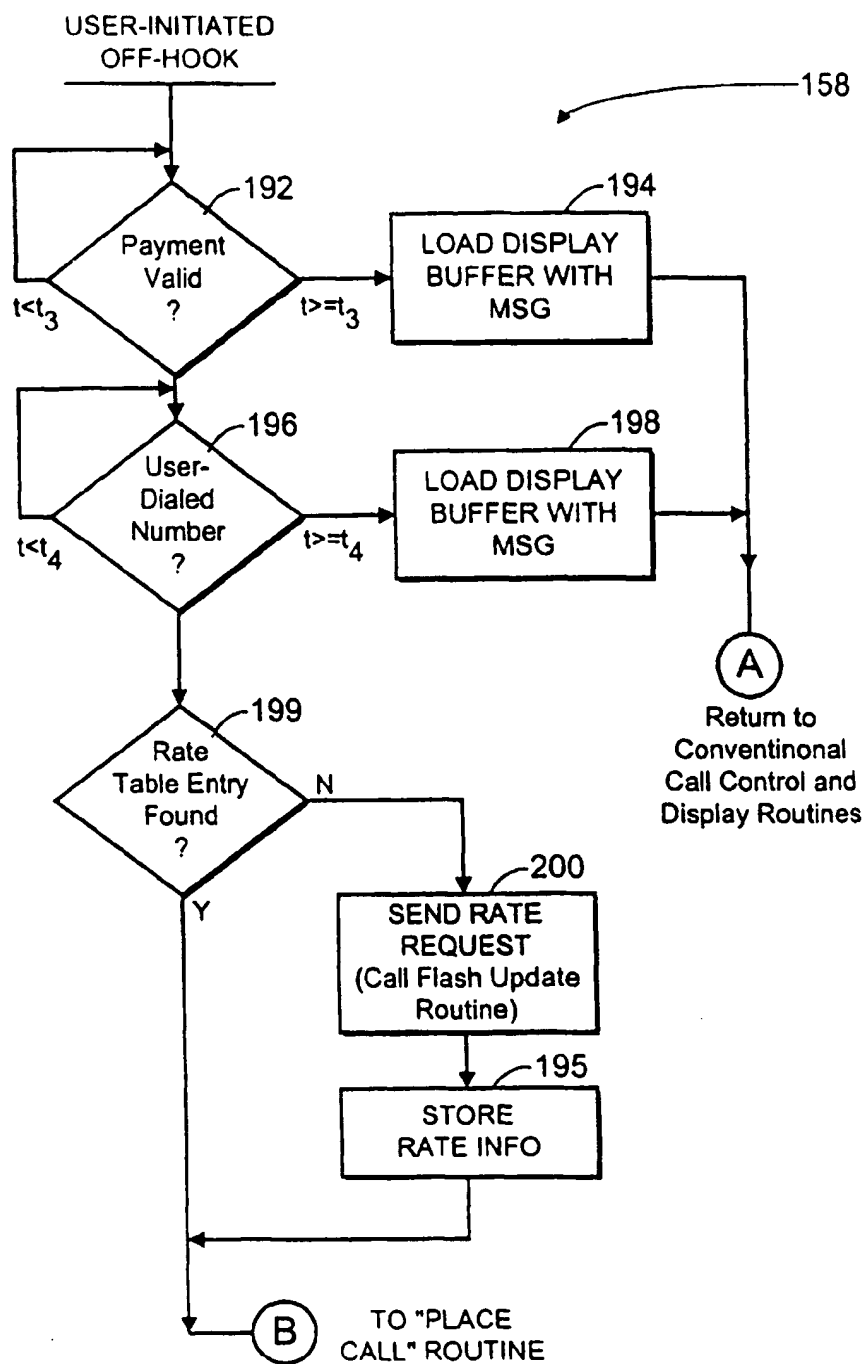 USER-INITIATED
OFF-HOOK
158
192
Payment
Valid
?
t<t3
t>=t3
194
LOAD DISPLAY
BUFFER WITH
MSG
196
User-
Dialed
Number
?
t<t4
t>=t4
198
LOAD DISPLAY
BUFFER WITH
MSG
A
Return to
Conventinonal
Call Control and
Display Routines
199
Rate
Table Entry
Found
?
N
Y
200
SEND RATE
REQUEST
(Call Flash Update
Routine)
195
STORE
RATE INFO
B
TO "PLACE
CALL" ROUTINE